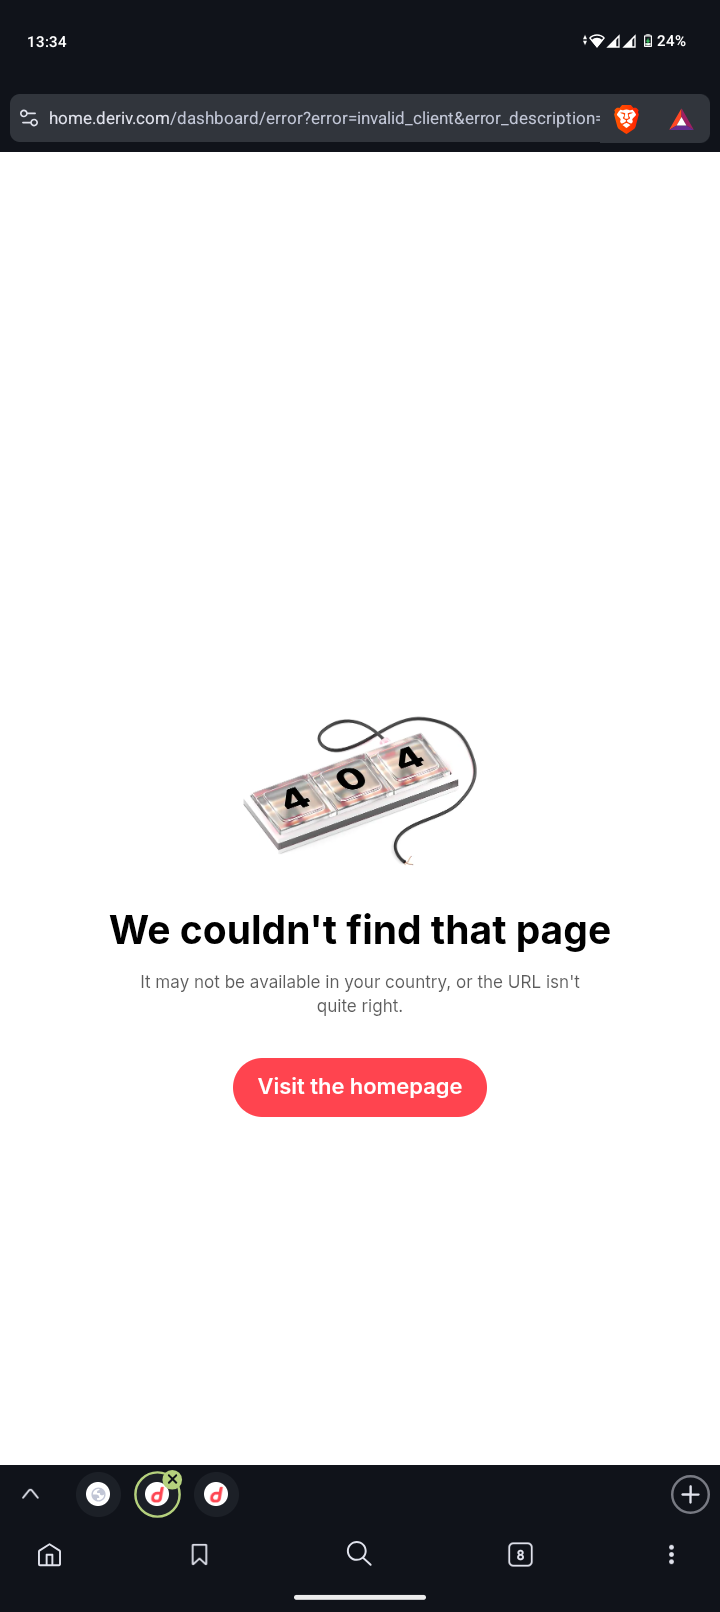 13:34
24%
home.deriv.com/dashboard/error?error=invalid_client&error_description=
4 0 4
We couldn't find that page
It may not be available in your country, or the URL isn't
quite right.
Visit the homepage
8